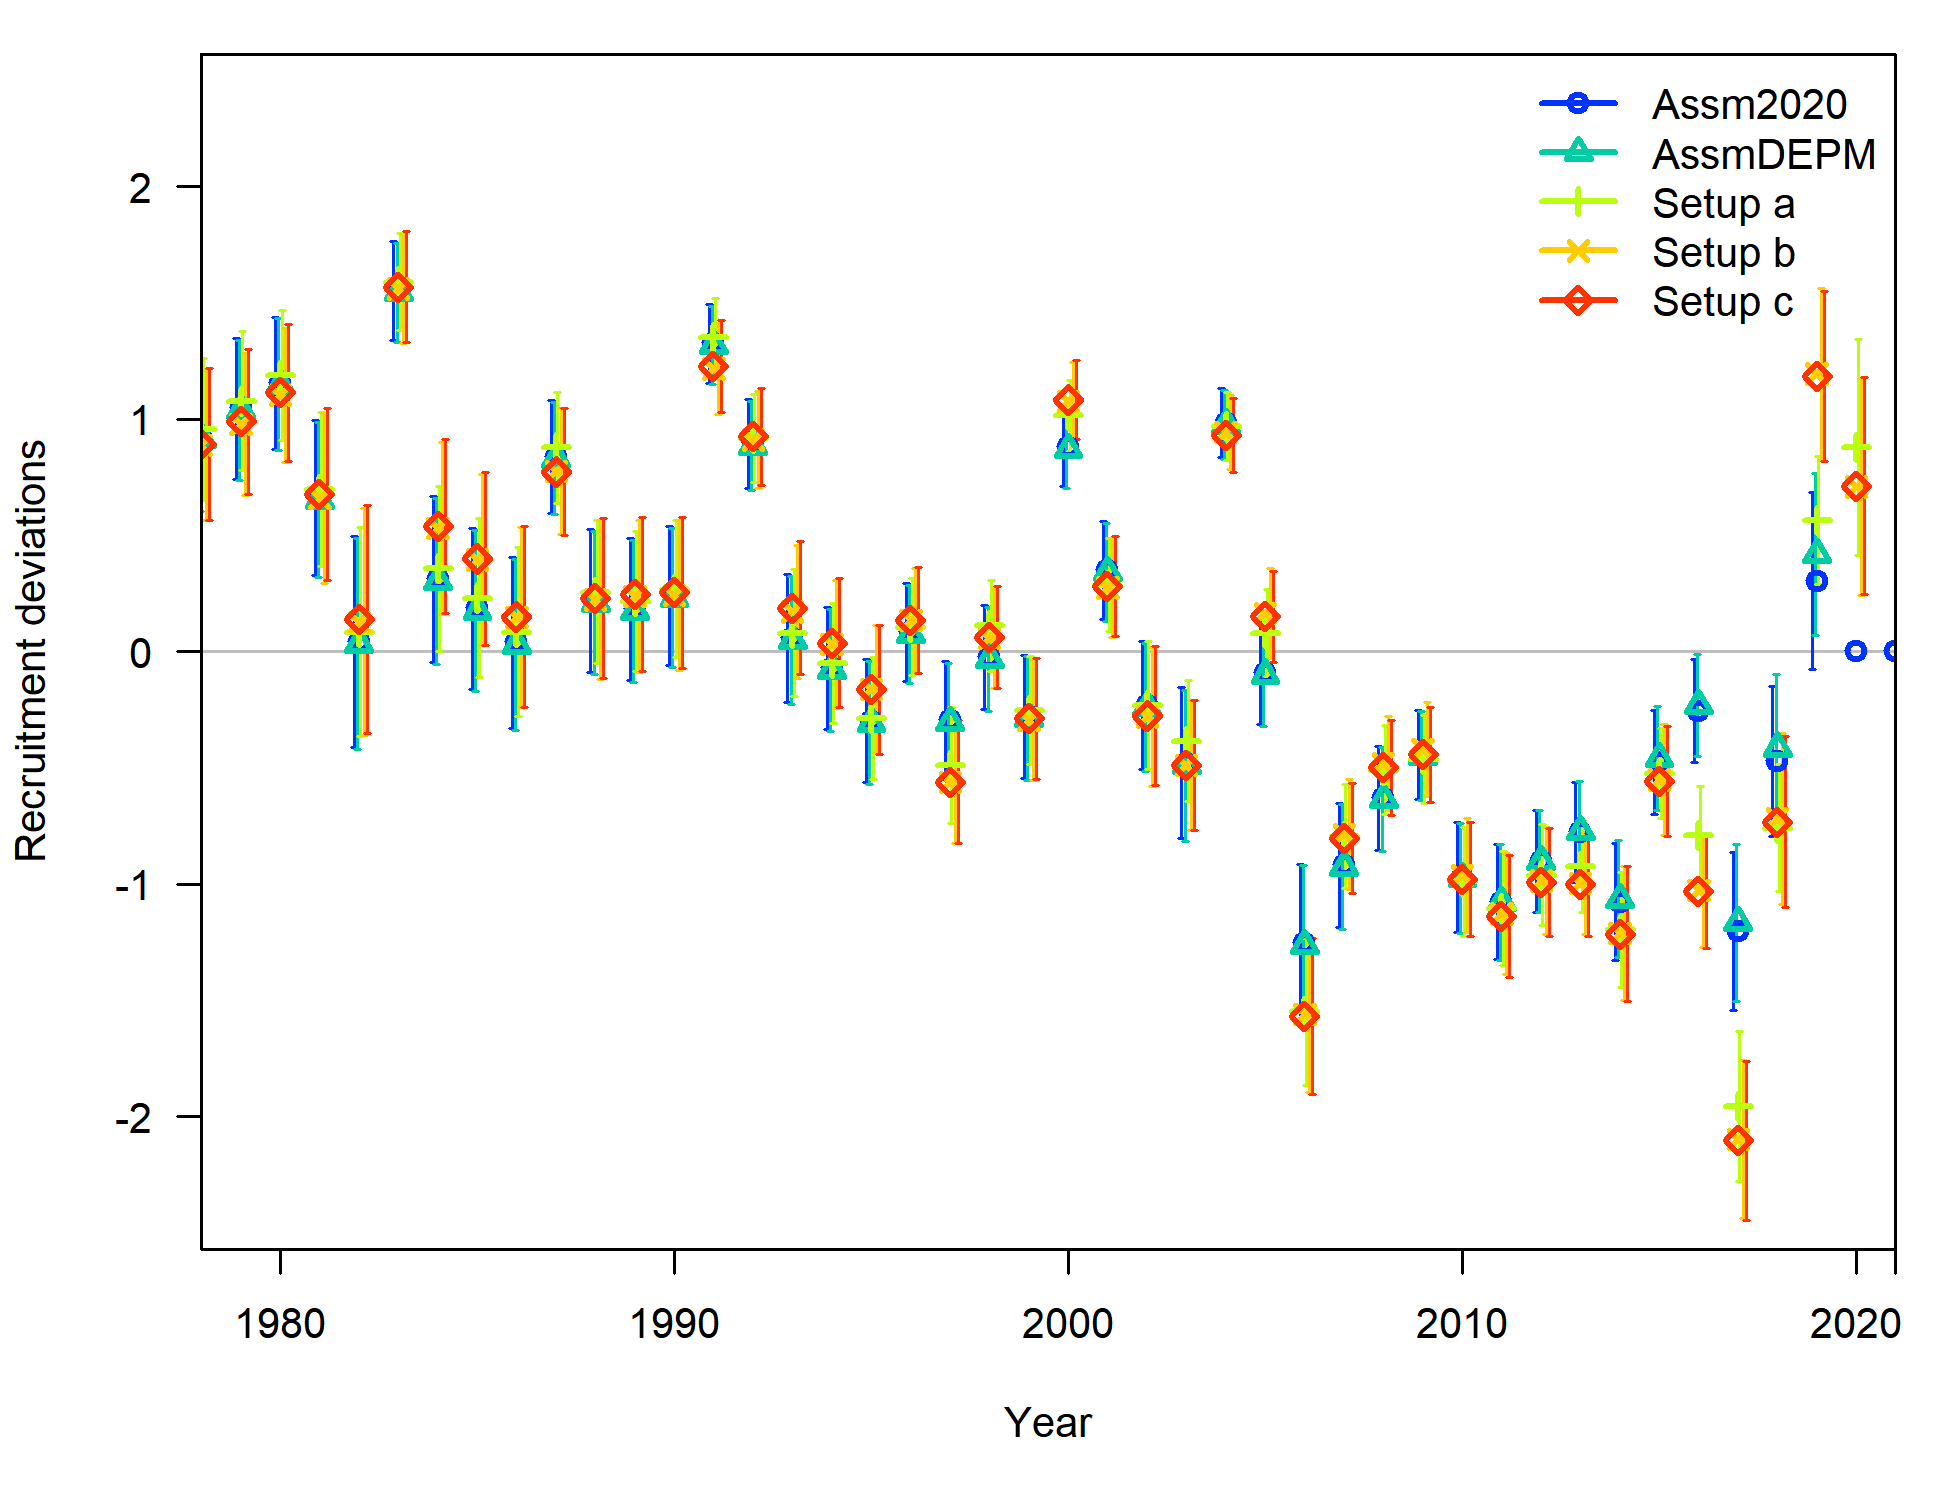 Assm2020
AssmDEPM
Setup a
Setup b
Setup c
Recruitment deviations
2
1
0
-1
-2
1980
1990
2000
2010
2020
Year